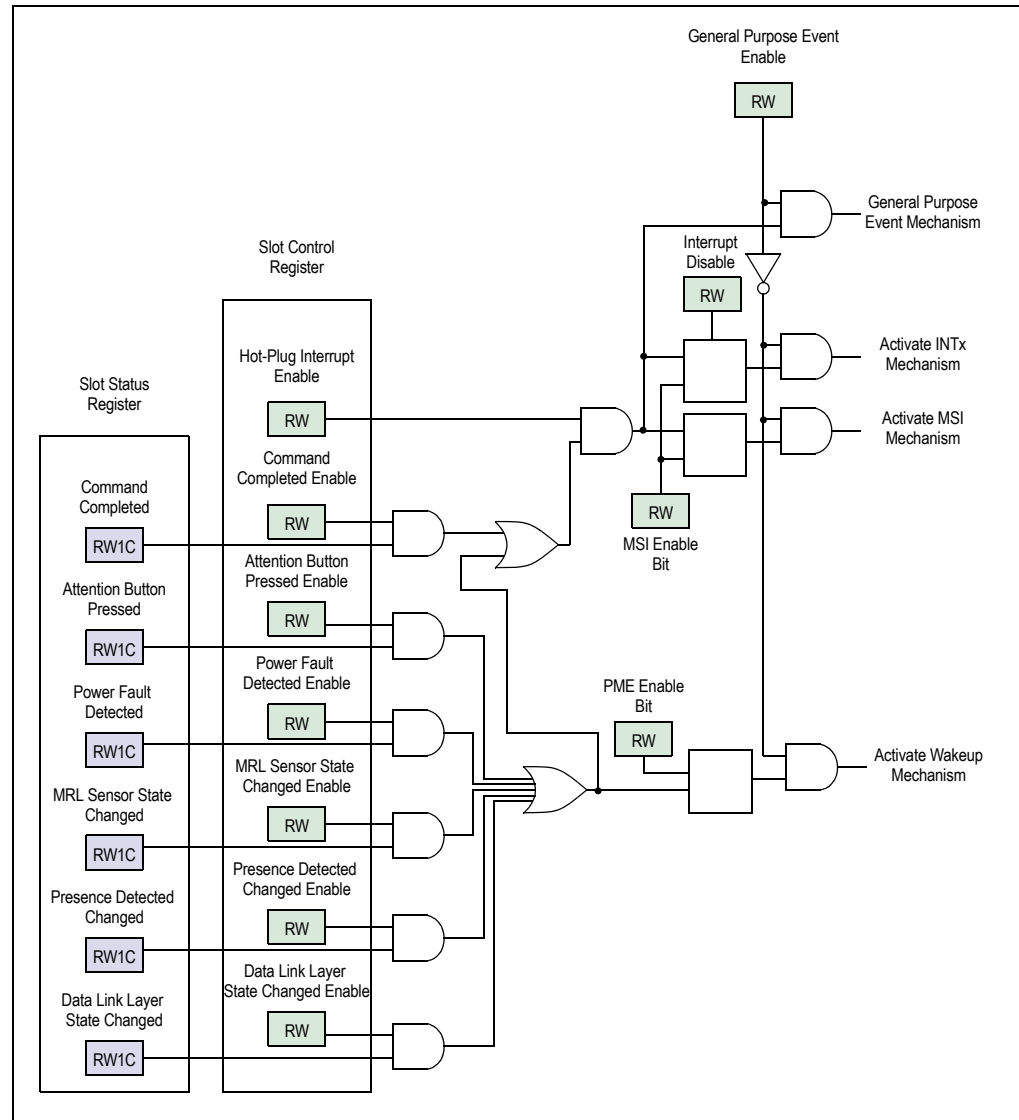 General Purpose Event
Enable
RW
General Purpose
Event Mechanism
Slot Control
Register
Interrupt
Disable
RW
Hot-Plug Interrupt
Enable
RW
Activate INTx
Mechanism
Slot Status
Register
Activate MSI
Mechanism
Command
Completed Enable
RW
Command
Completed
RW1C
RW
MSI Enable
Bit
Attention Button
Pressed Enable
RW
Attention Button
Pressed
RW1C
Power Fault
Detected Enable
RW
Power Fault
Detected
RW1C
PME Enable
Bit
RW
Activate Wakeup
Mechanism
MRL Sensor State
Changed Enable
RW
MRL Sensor State
Changed
RW1C
Presence Detected
Changed Enable
RW
Presence Detected
Changed
RW1C
Data Link Layer
State Changed Enable
RW
Data Link Layer
State Changed
RW1C